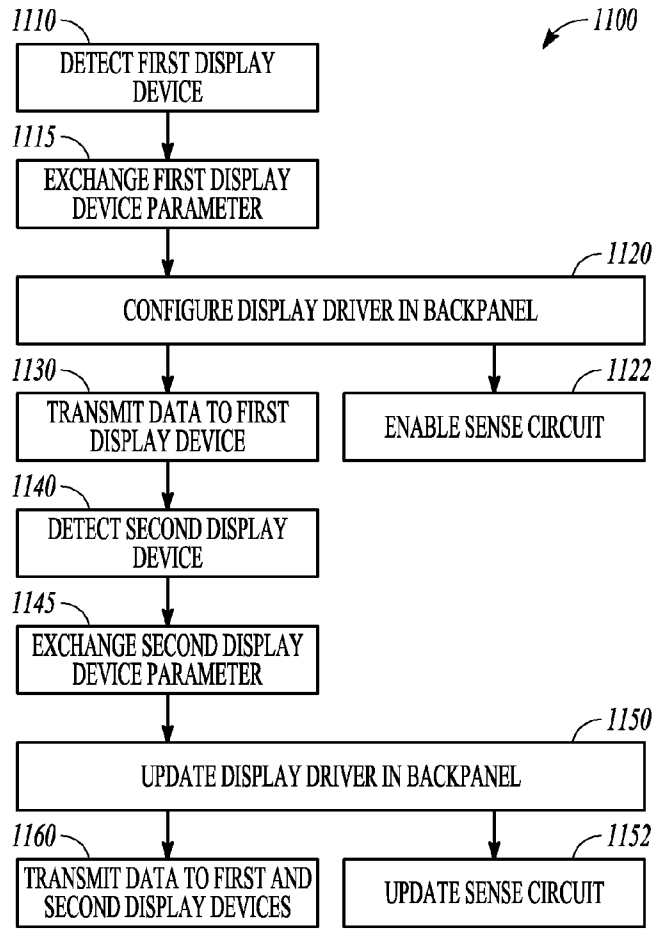 1110
1100
DETECT FIRST DISPLAY
DEVICE
1115
EXCHANGE FIRST DISPLAY
DEVICE PARAMETER
1120
CONFIGURE DISPLAY DRIVER IN BACKPANEL
1130
1122
TRANSMIT DATA TO FIRST
DISPLAY DEVICE
ENABLE SENSE CIRCUIT
1140
DETECT SECOND DISPLAY
DEVICE
1145
EXCHANGE SECOND DISPLAY
DEVICE PARAMETER
1150
UPDATE DISPLAY DRIVER IN BACKPANEL
1160
1152
TRANSMIT DATA TO FIRST AND
SECOND DISPLAY DEVICES
UPDATE SENSE CIRCUIT